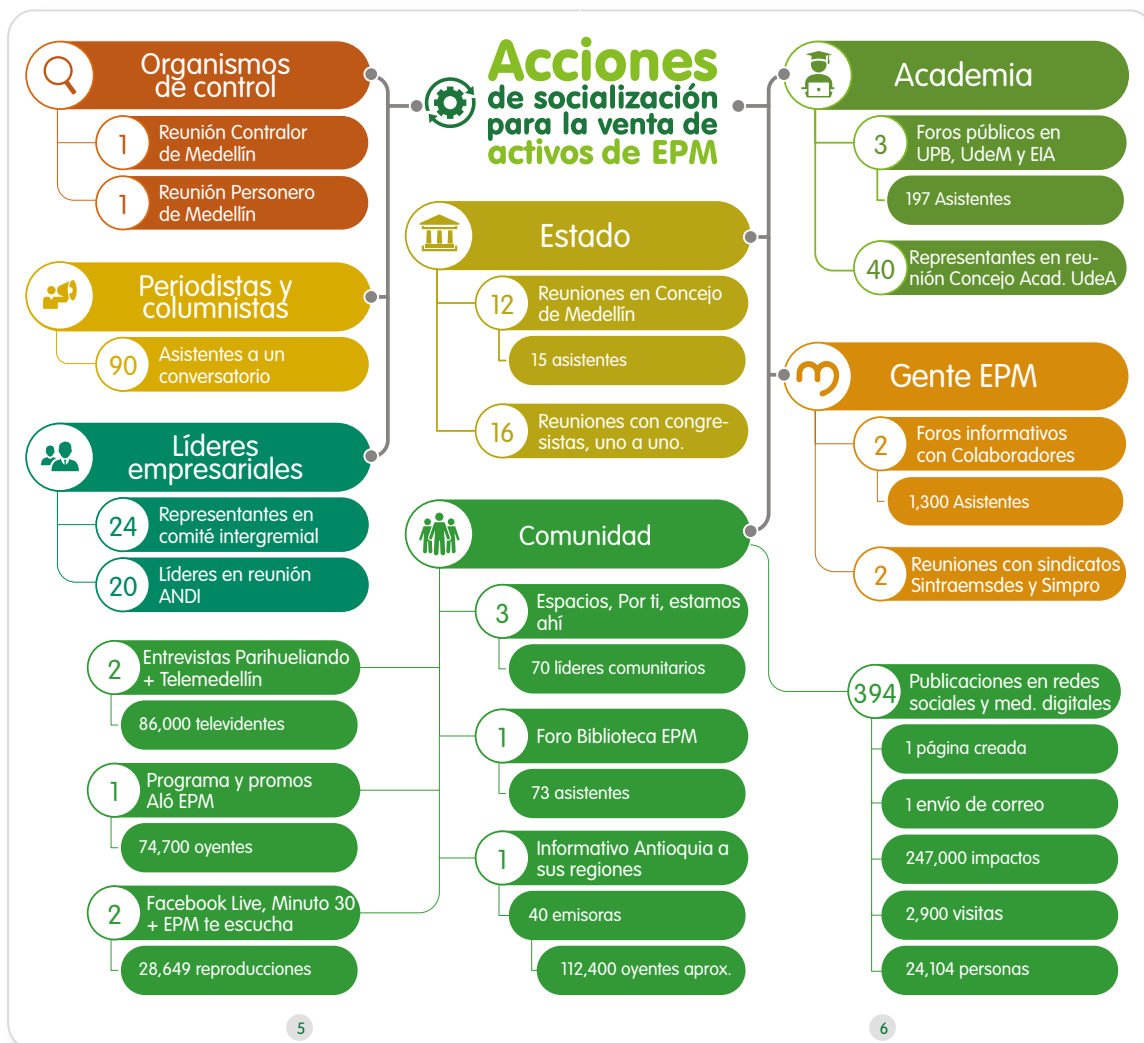 Acciones
de socialización
para la venta de
activos de EPM
Organismos
de control
1
Reunión Contralor
de Medellín
1
Reunión Personero
de Medellín
Periodistas y
columnistas
90
Asistentes a un
conversatorio
Líderes
empresariales
24
Representantes en
comité intergremial
20
Líderes en reunión
ANDI
Estado
12
Reuniones en Concejo
de Medellín
15 asistentes
16
Reuniones con congre-
sistas, uno a uno.
Academia
3
Foros públicos en
UPB, UdeM y EIA
197 Asistentes
40
Representantes en reu-
nión Concejo Acad. UdeA
Gente EPM
2
Foros informativos
con Colaboradores
1,300 Asistentes
2
Reuniones con sindicatos
Sintraemsdes y Simpro
Comunidad
2
Entrevistas Parihueliando
+ Telemedellín
86,000 televidentes
1
Programa y promos
Aló EPM
74,700 oyentes
2
Facebook Live, Minuto 30
+ EPM te escucha
28,649 reproducciones
3
Espacios, Por ti, estamos
ahí
70 líderes comunitarios
1
Foro Biblioteca EPM
73 asistentes
1
Informativo Antioquia a
sus regiones
40 emisoras
112,400 oyentes aprox.
394
Publicaciones en redes
sociales y med. digitales
1 página creada
1 envío de correo
247,000 impactos
2,900 visitas
24,104 personas
5
6